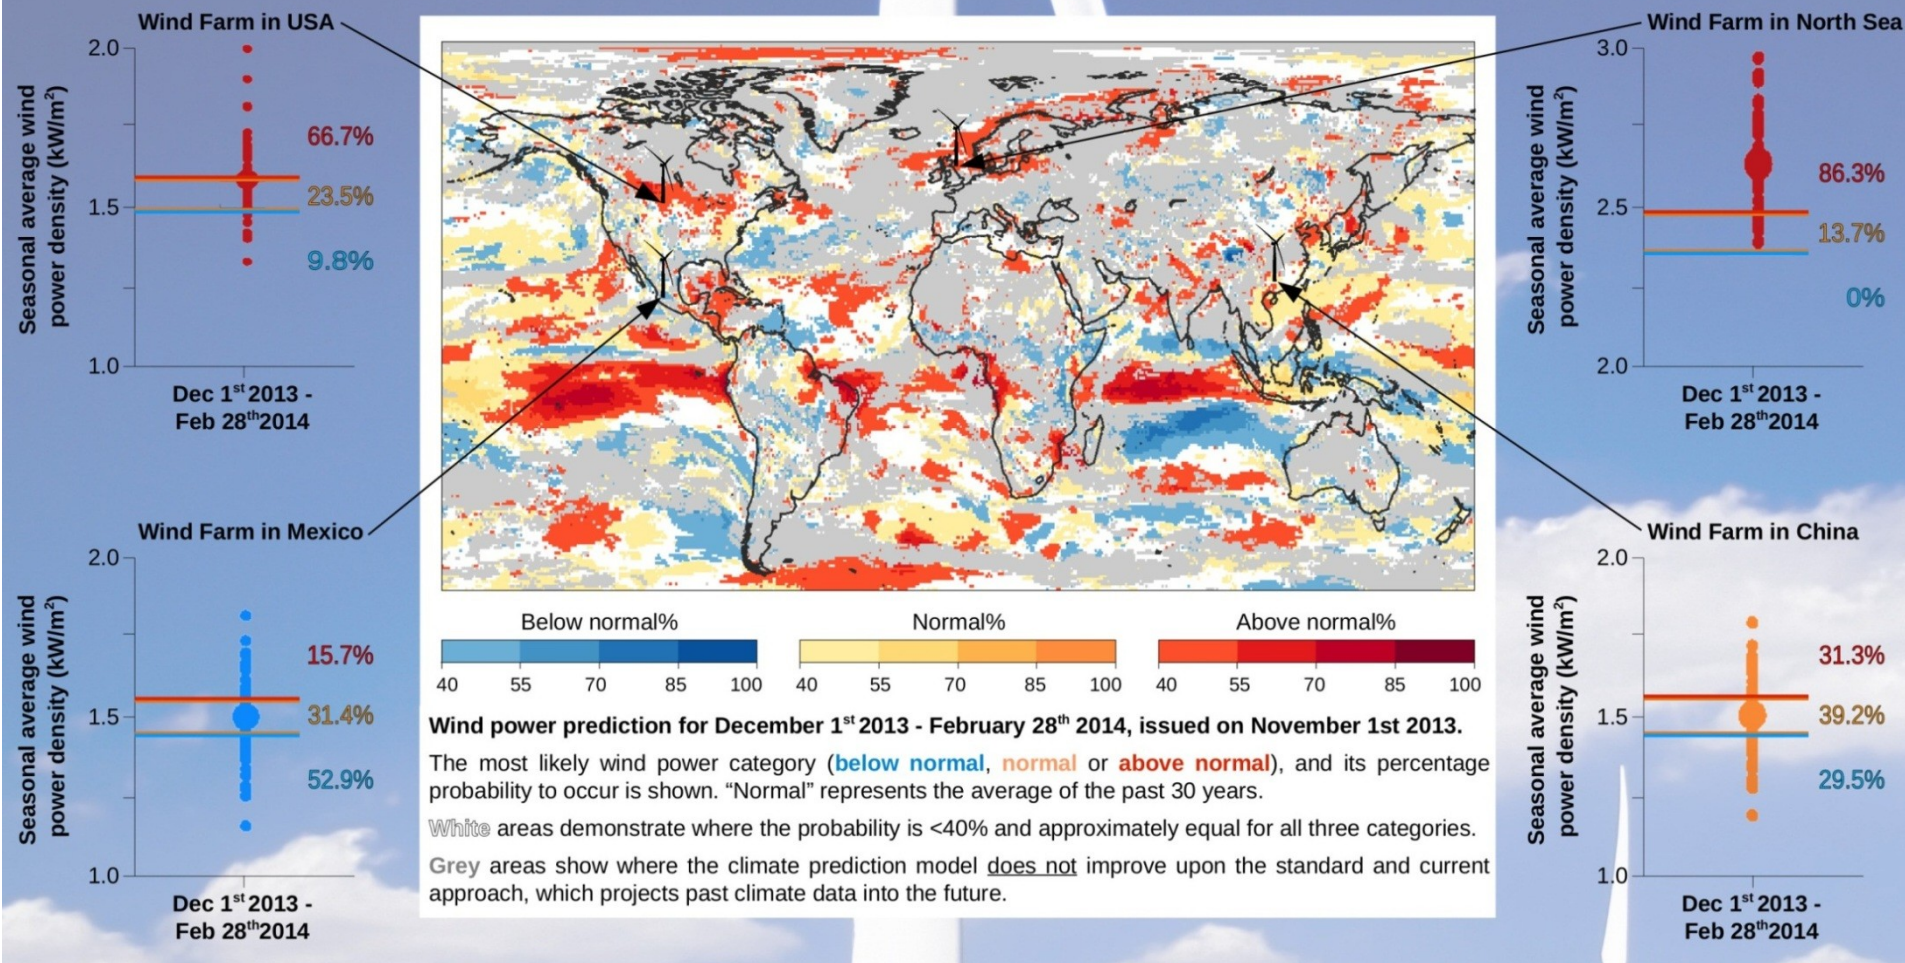 Wind Farm in USA
2.0
1.5
1.0
Seasonal average wind
power density (kW/m²)
66.7%
23.5%
9.8%
Dec 1st 2013 -
Feb 28th 2014
Wind Farm in North Sea
3.0
2.5
2.0
Seasonal average wind
power density (kW/m²)
86.3%
13.7%
0%
Dec 1st 2013 -
Feb 28th 2014
Wind Farm in Mexico
2.0
1.5
1.0
Seasonal average wind
power density (kW/m²)
15.7%
31.4%
52.9%
Dec 1st 2013 -
Feb 28th 2014
Wind Farm in China
2.0
1.5
1.0
Seasonal average wind
power density (kW/m²)
31.3%
39.2%
29.5%
Dec 1st 2013 -
Feb 28th 2014
Below normal%
40 55 70 85 100
Normal%
40 55 70 85 100
Above normal%
40 55 70 85 100
Wind power prediction for December 1st 2013 - February 28th 2014, issued on November 1st 2013.
The most likely wind power category (below normal, normal or above normal), and its percentage
probability to occur is shown. “Normal” represents the average of the past 30 years.
White areas demonstrate where the probability is <40% and approximately equal for all three categories.
Grey areas show where the climate prediction model does not improve upon the standard and current
approach, which projects past climate data into the future.